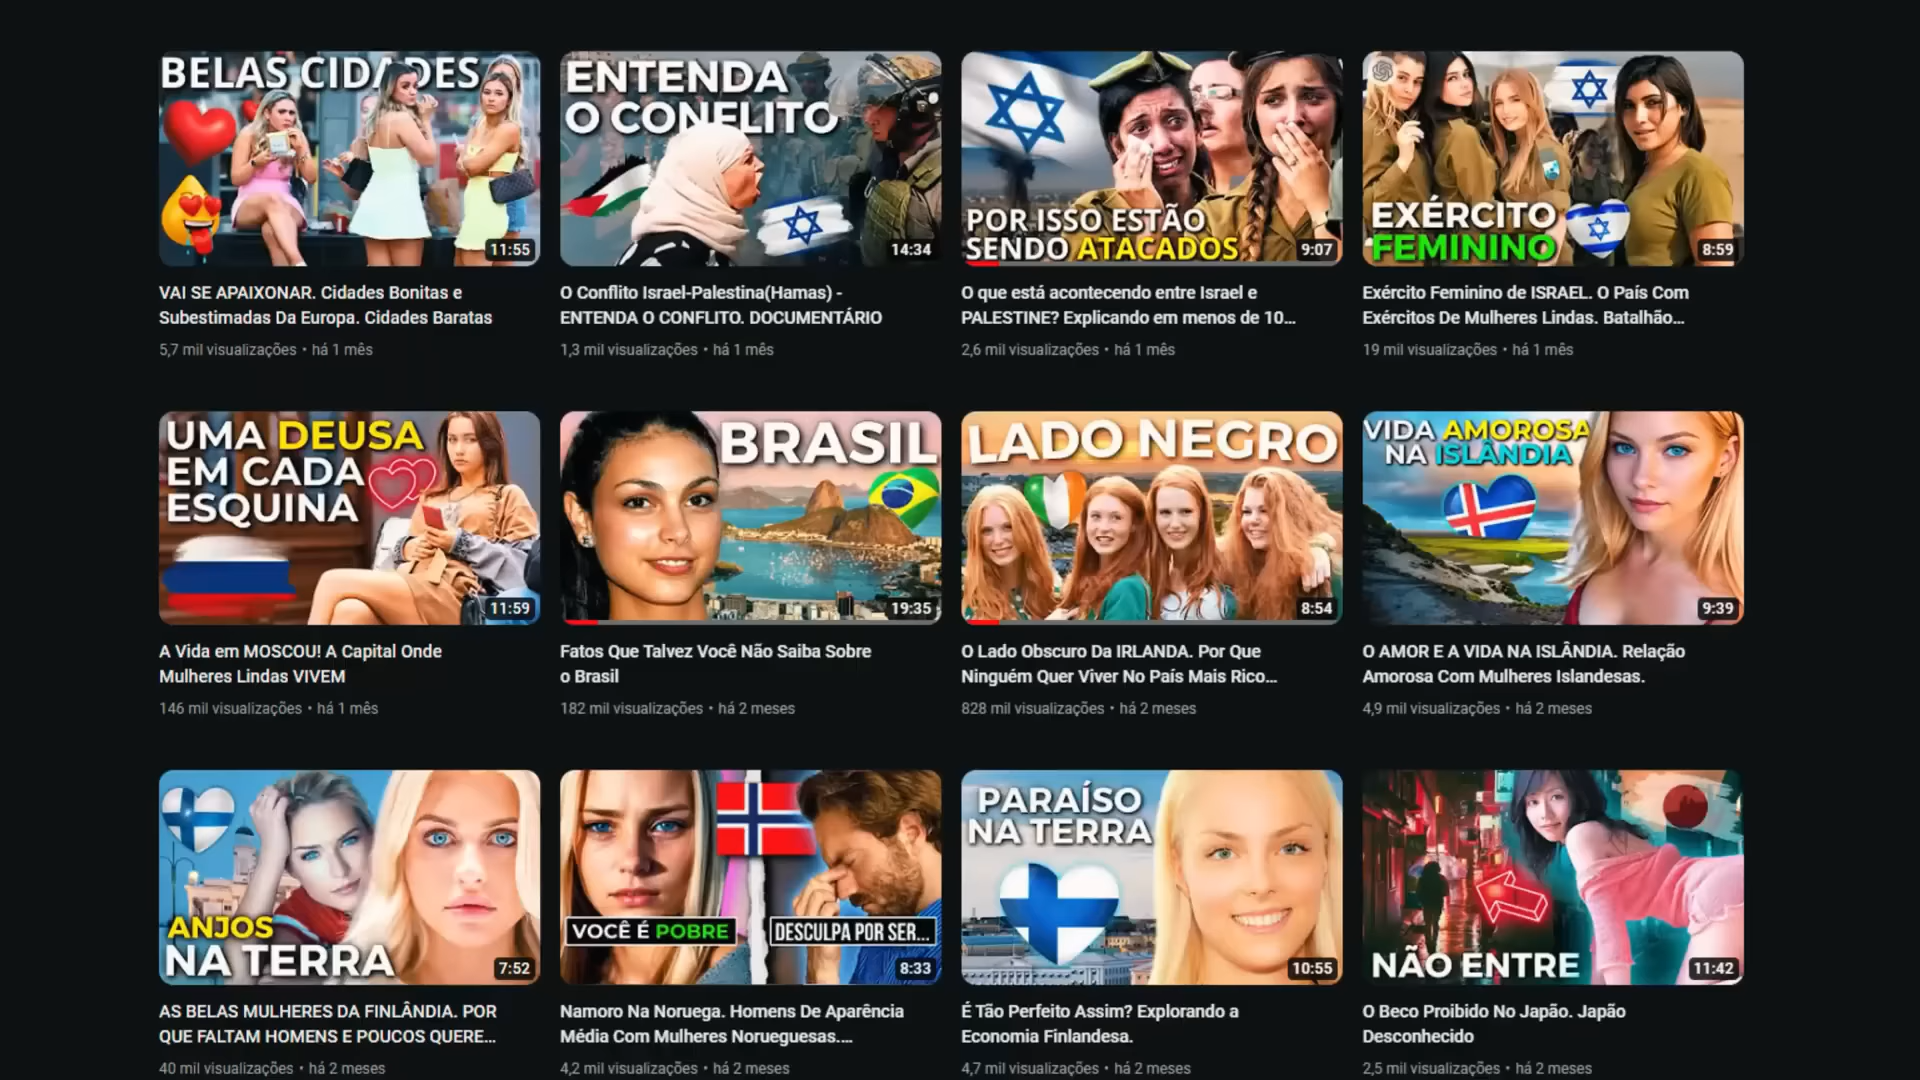 BELAS CIDADES
11:55
VAI SE APAIXONAR. Cidades Bonitas e
Subestimadas Da Europa. Cidades Baratas
5,7 mil visualizações • há 1 mês
ENTENDA
O CONFLITO
14:34
O Conflito Israel-Palestina(Hamas) -
ENTENDA O CONFLITO. DOCUMENTÁRIO
1,3 mil visualizações • há 1 mês
POR ISSO ESTÃO
SENDO ATACADOS
9:07
O que está acontecendo entre Israel e
PALESTINE? Explicando em menos de 10...
2,6 mil visualizações • há 1 mês
EXÉRCITO
FEMININO
8:59
Exército Feminino de ISRAEL. O País Com
Exércitos De Mulheres Lindas. Batalhão...
19 mil visualizações • há 1 mês
UMA DEUSA
EM CADA
ESQUINA
11:59
A Vida em MOSCOU! A Capital Onde
Mulheres Lindas VIVEM
146 mil visualizações • há 1 mês
BRASIL
19:35
Fatos Que Talvez Você Não Saiba Sobre
o Brasil
182 mil visualizações • há 2 meses
LADO NEGRO
8:54
O Lado Obscuro Da IRLANDA. Por Que
Ninguém Quer Viver No País Mais Rico...
828 mil visualizações • há 2 meses
VIDA AMOROSA
NA ISLÂNDIA
9:39
O AMOR E A VIDA NA ISLÂNDIA. Relação
Amorosa Com Mulheres Islandesas.
4,9 mil visualizações • há 2 meses
ANJOS
NA TERRA
7:52
AS BELAS MULHERES DA FINLÂNDIA. POR
QUE FALTAM HOMENS E POUCOS QUERE...
40 mil visualizações • há 2 meses
VOCÊ É POBRE
DESCULPA POR SER...
8:33
Namoro Na Noruega. Homens De Aparência
Média Com Mulheres Norueguesas....
4,2 mil visualizações • há 2 meses
PARAÍSO
NA TERRA
10:55
É Tão Perfeito Assim? Explorando a
Economia Finlandesa.
4,7 mil visualizações • há 2 meses
NÃO ENTRE
11:42
O Beco Proibido No Japão. Japão
Desconhecido
2,5 mil visualizações • há 2 meses